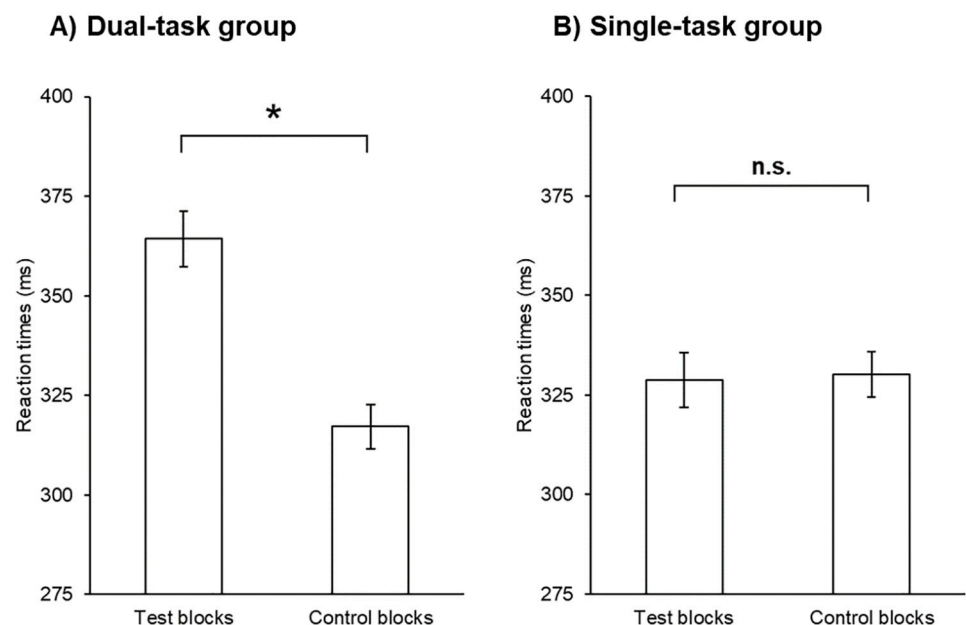 A) Dual-task group
400
375
350
325
300
275
Reaction times (ms)
*
Test blocks
Control blocks
B) Single-task group
400
375
350
325
300
275
Reaction times (ms)
n.s.
Test blocks
Control blocks